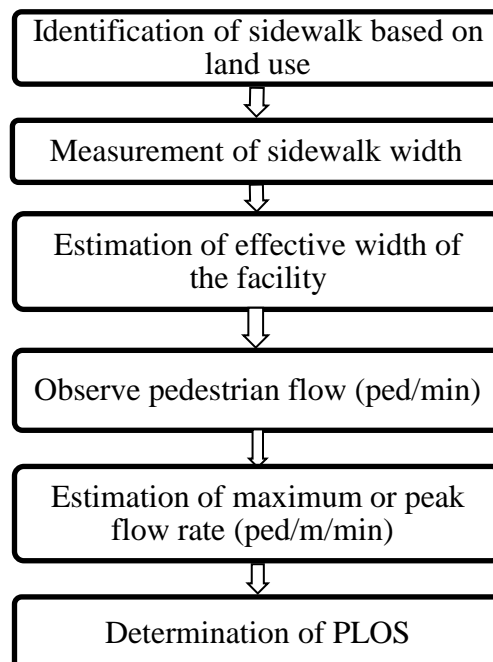 Identification of sidewalk based on
land use
Measurement of sidewalk width
Estimation of effective width of
the facility
Observe pedestrian flow (ped/min)
Estimation of maximum or peak
flow rate (ped/m/min)
Determination of PLOS